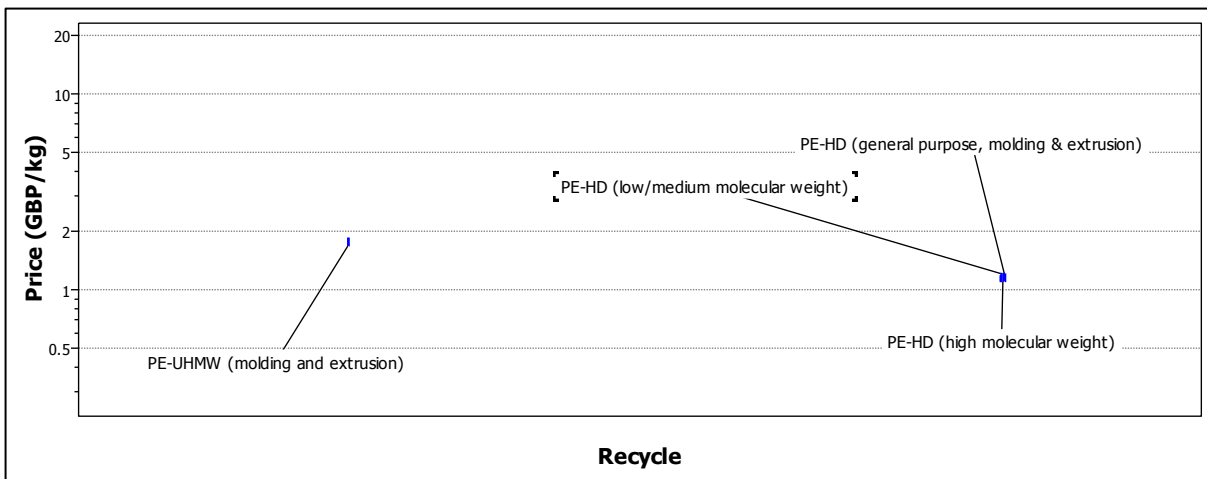 Price (GBP/kg)
20
10
5
2
1
0.5
PE-HD (general purpose, molding & extrusion)
PE-HD (low/medium molecular weight)
PE-HD (high molecular weight)
PE-UHMW (molding and extrusion)
Recycle